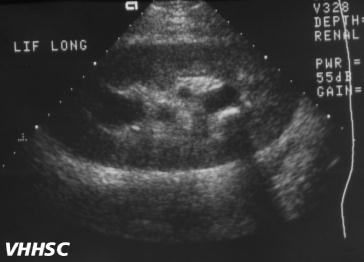 V328
DEPTH=
RENAL
LIF LONG
PWR =
55dB
GAIN=
VHHSC